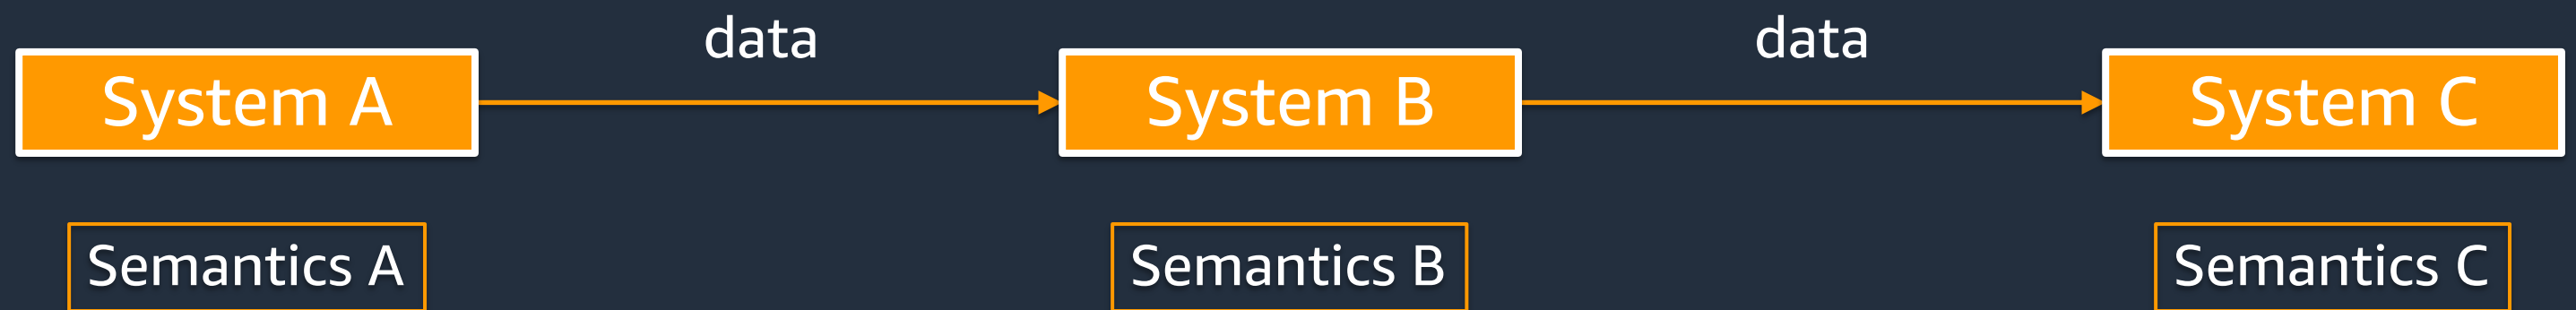 data
data
System A
System B
System C
Semantics A
Semantics B
Semantics C